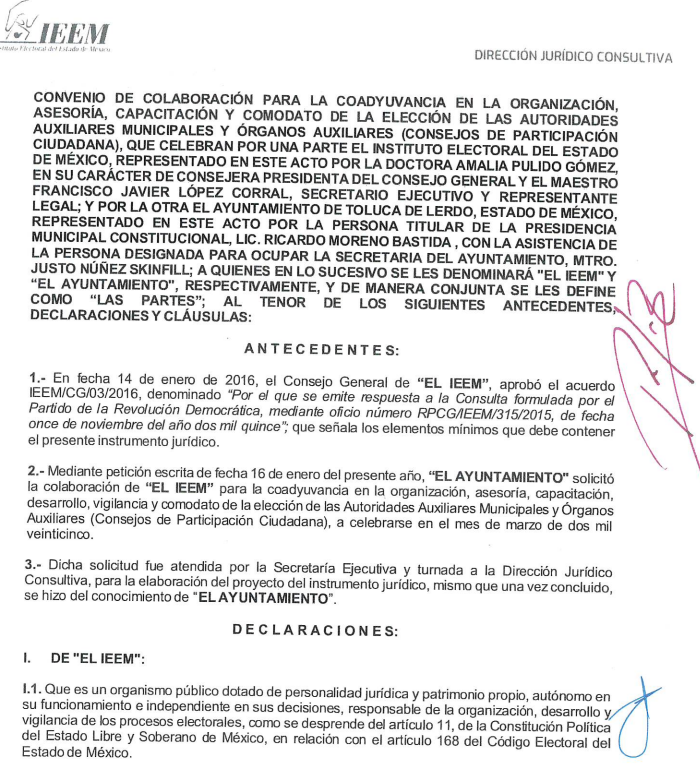 IEEM
Instituto Electoral del Estado de México
DIRECCIÓN JURÍDICO CONSULTIVA
CONVENIO DE COLABORACIÓN PARA LA COADYUVANCIA EN LA ORGANIZACIÓN,
ASESORÍA, CAPACITACIÓN Y COMODATO DE LA ELECCIÓN DE LAS AUTORIDADES
AUXILIARES MUNICIPALES Y ÓRGANOS AUXILIARES (CONSEJOS DE PARTICIPACIÓN
CIUDADANA), QUE CELEBRAN POR UNA PARTE EL INSTITUTO ELECTORAL DEL ESTADO
DE MÉXICO, REPRESENTADO EN ESTE ACTO POR LA DOCTORA AMALIA PULIDO GÓMEZ,
EN SU CARÁCTER DE CONSEJERA PRESIDENTA DEL CONSEJO GENERAL Y EL MAESTRO
FRANCISCO JAVIER LÓPEZ CORRAL, SECRETARIO EJECUTIVO Y REPRESENTANTE
LEGAL; Y POR LA OTRA EL AYUNTAMIENTO DE TOLUCA DE LERDO, ESTADO DE MÉXICO,
REPRESENTADO EN ESTE ACTO POR LA PERSONA TITULAR DE LA PRESIDENCIA
MUNICIPAL CONSTITUCIONAL, LIC. RICARDO MORENO BASTIDA , CON LA ASISTENCIA DE
LA PERSONA DESIGNADA PARA OCUPAR LA SECRETARIA DEL AYUNTAMIENTO, MTRO.
JUSTO NÚÑEZ SKINFILL; A QUIENES EN LO SUCESIVO SE LES DENOMINARÁ "EL IEEM" Y
"EL AYUNTAMIENTO", RESPECTIVAMENTE, Y DE MANERA CONJUNTA SE LES DEFINE
COMO "LAS PARTES"; AL TENOR DE LOS SIGUIENTES ANTECEDENTES,
DECLARACIONES Y CLÁUSULAS:
ANTECEDENTES:
1.- En fecha 14 de enero de 2016, el Consejo General de "EL IEEM", aprobó el acuerdo
IEEM/CG/03/2016, denominado "Por el que se emite respuesta a la Consulta formulada por el
Partido de la Revolución Democrática, mediante oficio número RPCG/IEEM/315/2015, de fecha
once de noviembre del año dos mil quince"; que señala los elementos mínimos que debe contener
el presente instrumento jurídico.
2.- Mediante petición escrita de fecha 16 de enero del presente año, "EL AYUNTAMIENTO" solicitó
la colaboración de "EL IEEM" para la coadyuvancia en la organización, asesoría, capacitación,
desarrollo, vigilancia y comodato de la elección de las Autoridades Auxiliares Municipales y Órganos
Auxiliares (Consejos de Participación Ciudadana), a celebrarse en el mes de marzo de dos mil
veinticinco.
3.- Dicha solicitud fue atendida por la Secretaría Ejecutiva y turnada a la Dirección Jurídico
Consultiva, para la elaboración del proyecto del instrumento jurídico, mismo que una vez concluido,
se hizo del conocimiento de "EL AYUNTAMIENTO".
DECLARACIONES:
I. DE "EL IEEM":
I.1. Que es un organismo público dotado de personalidad jurídica y patrimonio propio, autónomo en
su funcionamiento e independiente en sus decisiones, responsable de la organización, desarrollo y
vigilancia de los procesos electorales, como se desprende del artículo 11, de la Constitución Política
del Estado Libre y Soberano de México, en relación con el artículo 168 del Código Electoral del
Estado de México.